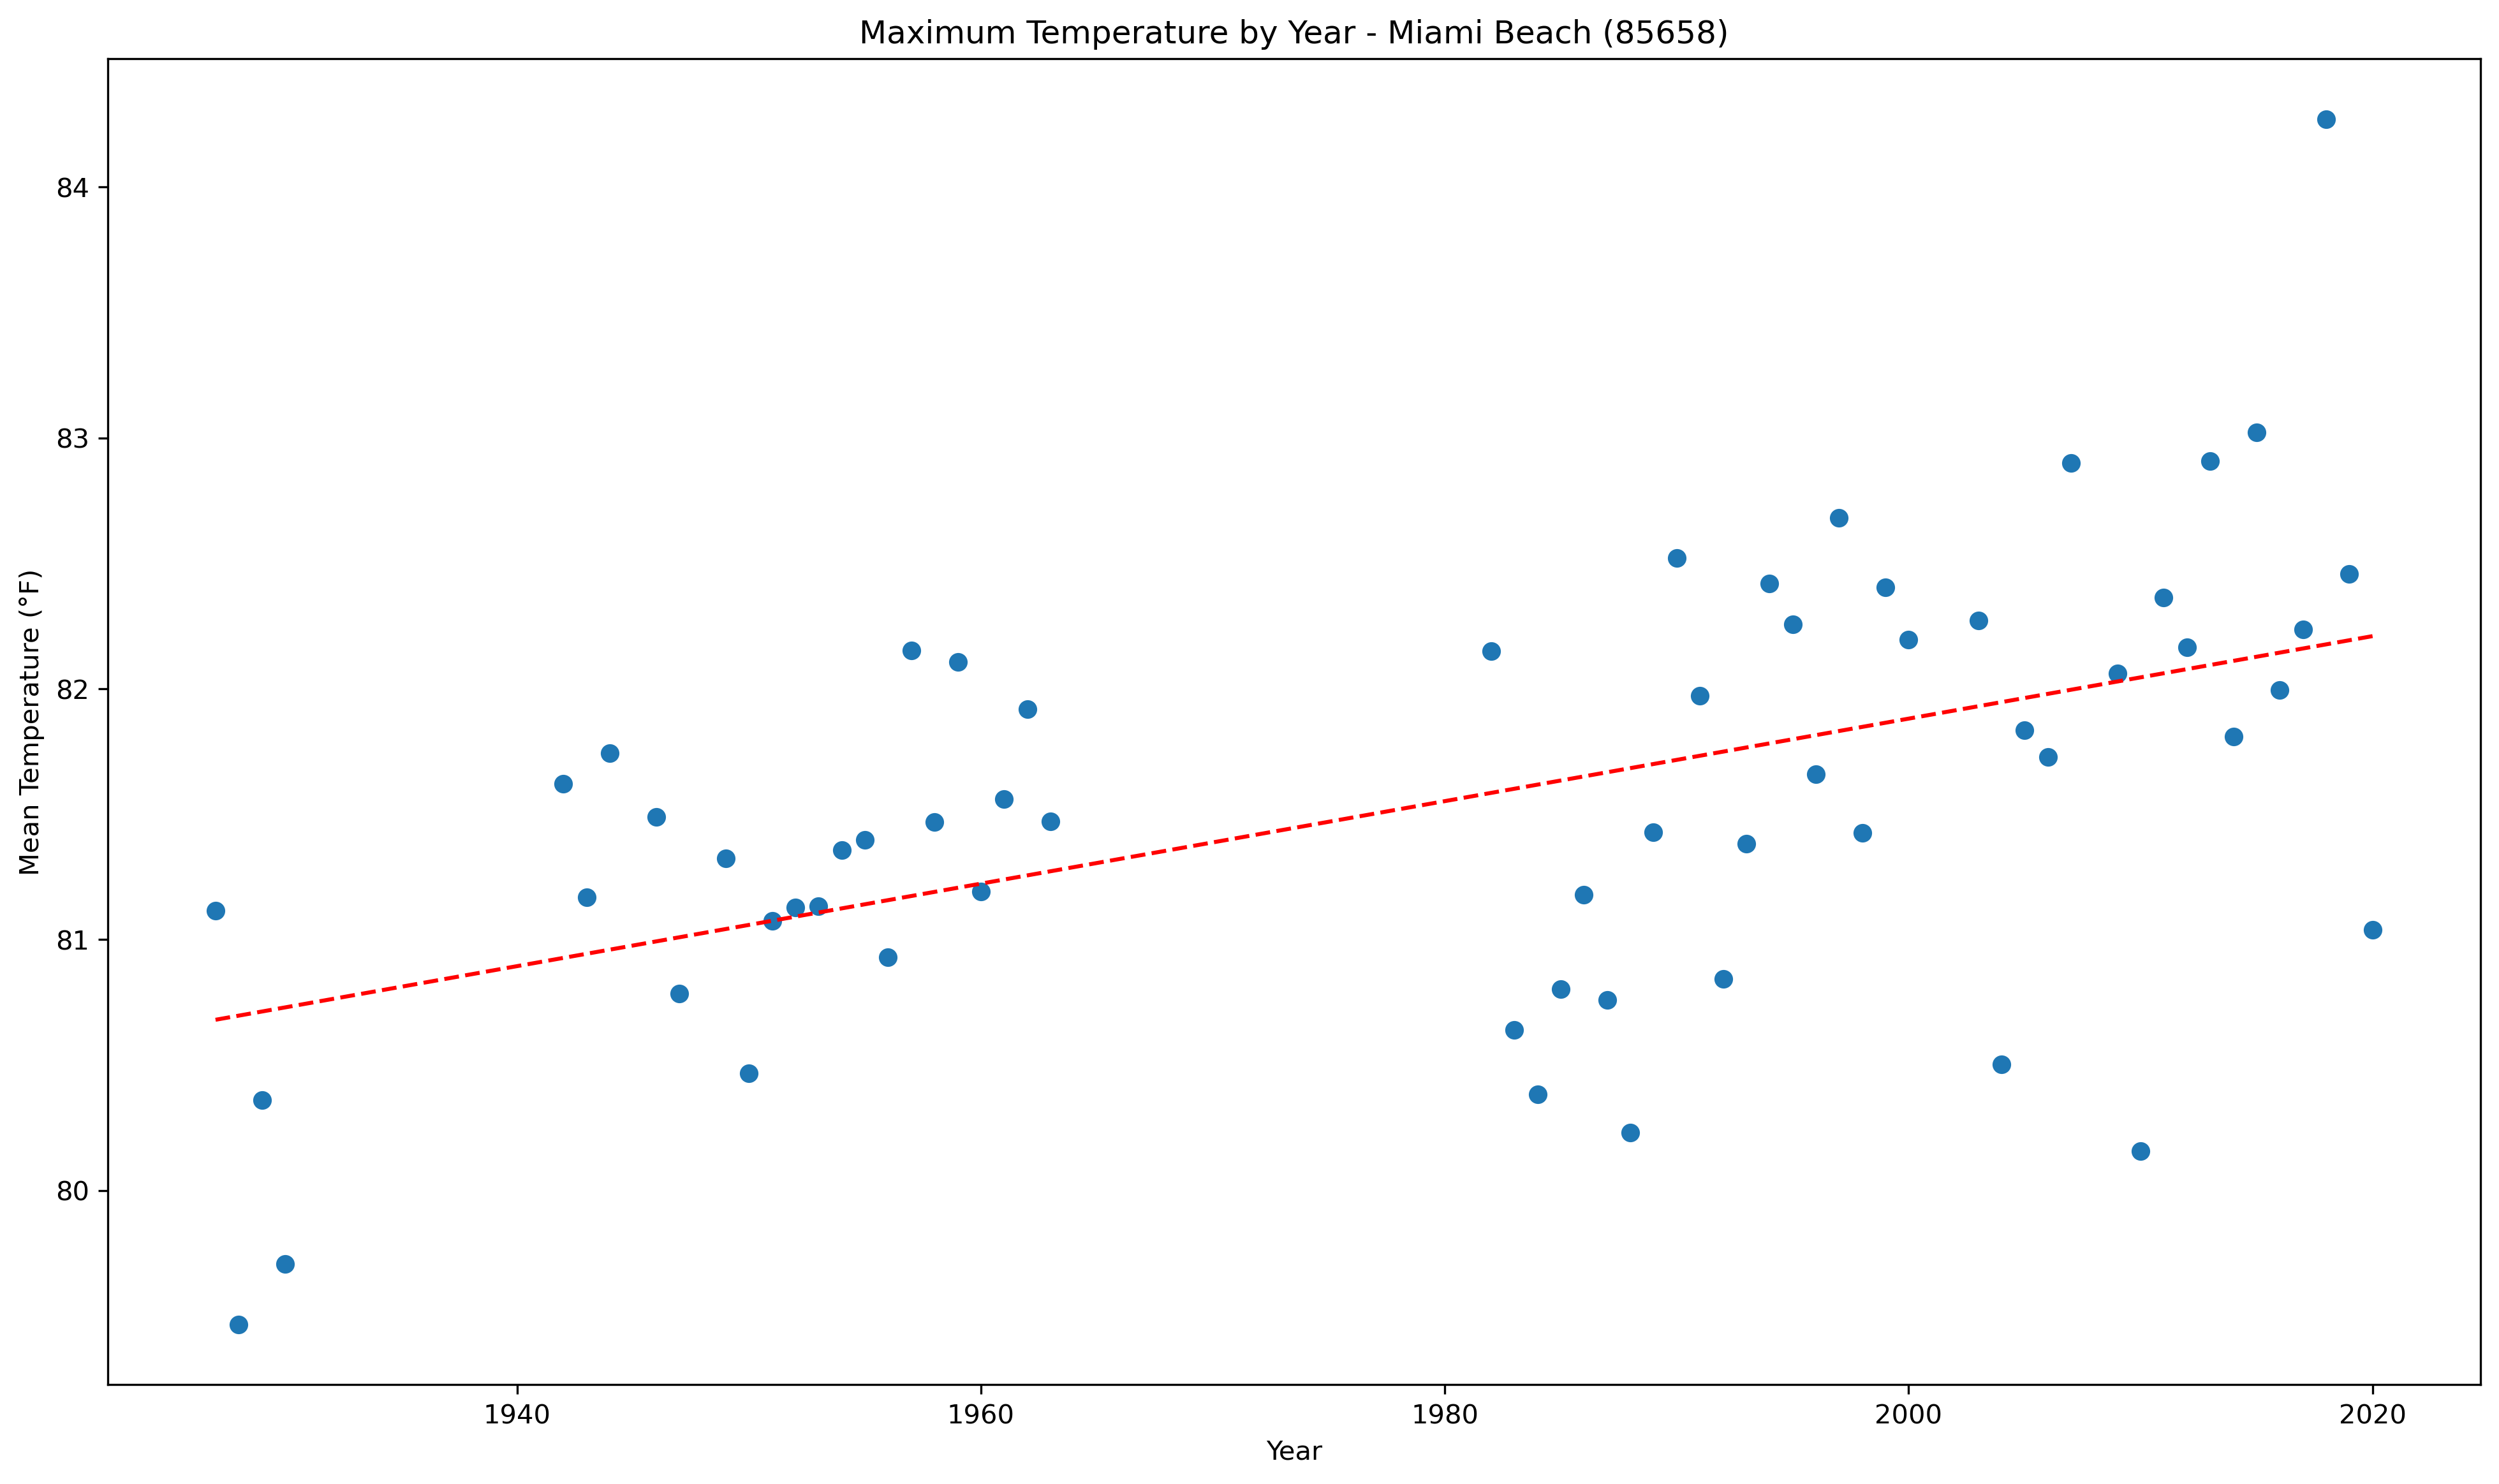 Maximum Temperature by Year - Miami Beach (85658)
Mean Temperature (°F)
84
83
82
81
80
1940 1960 1980 2000 2020
Year